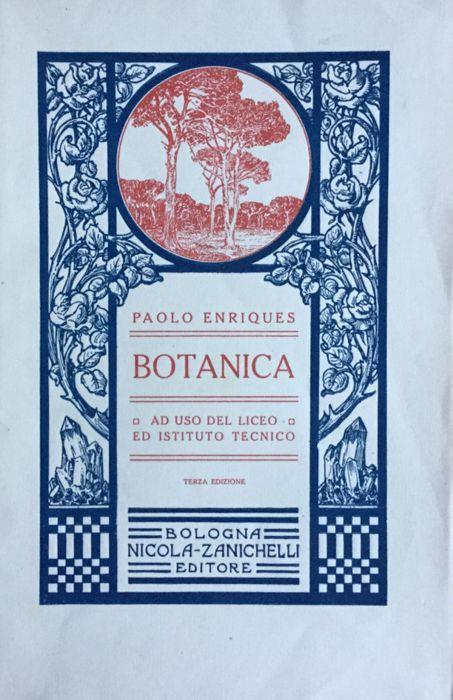 PAOLO ENRIQUES
BOTANICA
AD USO DEL LICEO
ED ISTITUTO TECNICO
TERZA EDIZIONE
BOLOGNA
NICOLA-ZANICHELLI
EDITORE